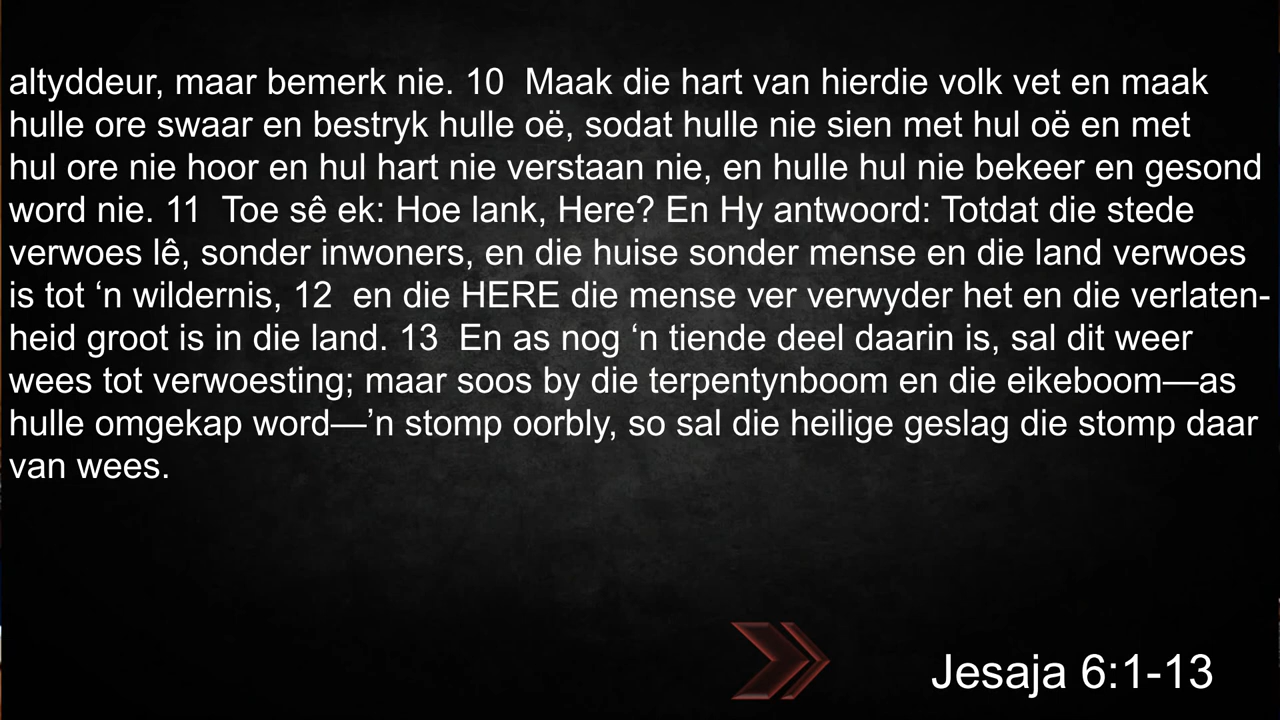 altyddeur, maar bemerk nie. 10  Maak die hart van hierdie volk vet en maak
hulle ore swaar en bestryk hulle oë, sodat hulle nie sien met hul oë en met
hul ore nie hoor en hul hart nie verstaan nie, en hulle hul nie bekeer en gesond
word nie. 11  Toe sê ek: Hoe lank, Here? En Hy antwoord: Totdat die stede
verwoes lê, sonder inwoners, en die huise sonder mense en die land verwoes
is tot ‘n wildernis, 12  en die HERE die mense ver verwyder het en die verlaten-
heid groot is in die land. 13  En as nog ‘n tiende deel daarin is, sal dit weer
wees tot verwoesting; maar soos by die terpentynboom en die eikeboom—as
hulle omgekap word—’n stomp oorbly, so sal die heilige geslag die stomp daar
van wees.
Jesaja 6:1-13